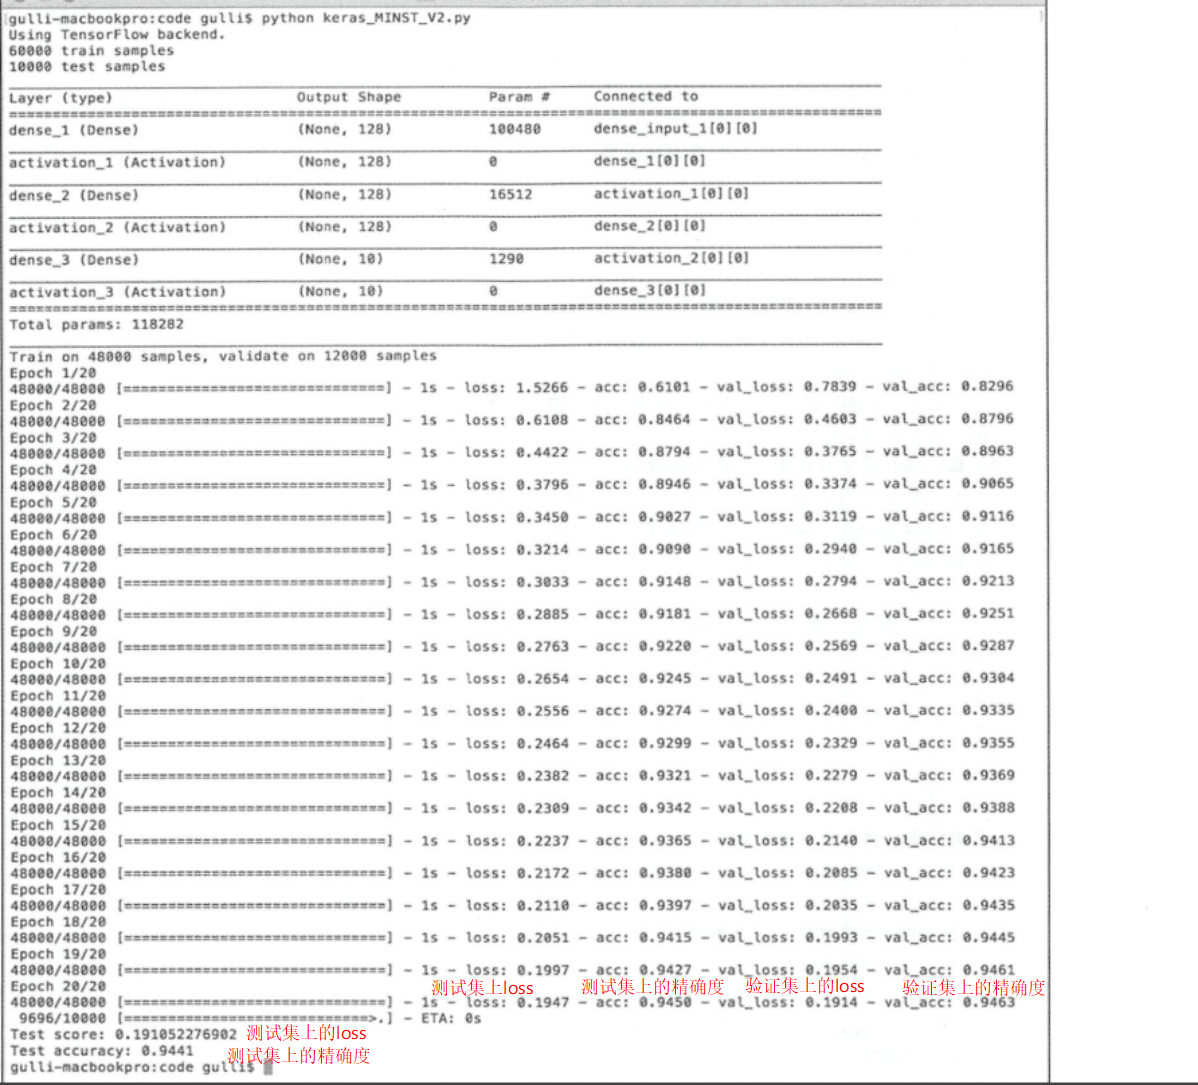 gulli-macbookpro:code gulli$ python keras_MINST_V2.py
Using TensorFlow backend.
60000 train samples
10000 test samples
Layer (type) Output Shape Param # Connected to
dense_1 (Dense) (None, 128) 100480 dense_input_1[0][0]
activation_1 (Activation) (None, 128) 0 dense_1[0][0]
dense_2 (Dense) (None, 128) 16512 activation_1[0][0]
activation_2 (Activation) (None, 128) 0 dense_2[0][0]
dense_3 (Dense) (None, 10) 1290 activation_2[0][0]
activation_3 (Activation) (None, 10) 0 dense_3[0][0]
Total params: 118282
Train on 48000 samples, validate on 12000 samples
Epoch 1/20
48000/48000 [==============================] - 1s - loss: 1.5266 - acc: 0.6101 - val_loss: 0.7839 - val_acc: 0.8296
Epoch 2/20
48000/48000 [==============================] - 1s - loss: 0.6108 - acc: 0.8464 - val_loss: 0.4603 - val_acc: 0.8796
Epoch 3/20
48000/48000 [==============================] - 1s - loss: 0.4422 - acc: 0.8794 - val_loss: 0.3765 - val_acc: 0.8963
Epoch 4/20
48000/48000 [==============================] - 1s - loss: 0.3796 - acc: 0.8946 - val_loss: 0.3374 - val_acc: 0.9065
Epoch 5/20
48000/48000 [==============================] - 1s - loss: 0.3450 - acc: 0.9027 - val_loss: 0.3119 - val_acc: 0.9116
Epoch 6/20
48000/48000 [==============================] - 1s - loss: 0.3214 - acc: 0.9090 - val_loss: 0.2940 - val_acc: 0.9165
Epoch 7/20
48000/48000 [==============================] - 1s - loss: 0.3033 - acc: 0.9148 - val_loss: 0.2794 - val_acc: 0.9213
Epoch 8/20
48000/48000 [==============================] - 1s - loss: 0.2885 - acc: 0.9181 - val_loss: 0.2668 - val_acc: 0.9251
Epoch 9/20
48000/48000 [==============================] - 1s - loss: 0.2763 - acc: 0.9220 - val_loss: 0.2569 - val_acc: 0.9287
Epoch 10/20
48000/48000 [==============================] - 1s - loss: 0.2654 - acc: 0.9245 - val_loss: 0.2491 - val_acc: 0.9304
Epoch 11/20
48000/48000 [==============================] - 1s - loss: 0.2556 - acc: 0.9274 - val_loss: 0.2400 - val_acc: 0.9335
Epoch 12/20
48000/48000 [==============================] - 1s - loss: 0.2464 - acc: 0.9299 - val_loss: 0.2329 - val_acc: 0.9355
Epoch 13/20
48000/48000 [==============================] - 1s - loss: 0.2382 - acc: 0.9321 - val_loss: 0.2279 - val_acc: 0.9369
Epoch 14/20
48000/48000 [==============================] - 1s - loss: 0.2309 - acc: 0.9342 - val_loss: 0.2208 - val_acc: 0.9388
Epoch 15/20
48000/48000 [==============================] - 1s - loss: 0.2237 - acc: 0.9365 - val_loss: 0.2140 - val_acc: 0.9413
Epoch 16/20
48000/48000 [==============================] - 1s - loss: 0.2172 - acc: 0.9380 - val_loss: 0.2085 - val_acc: 0.9423
Epoch 17/20
48000/48000 [==============================] - 1s - loss: 0.2110 - acc: 0.9397 - val_loss: 0.2035 - val_acc: 0.9435
Epoch 18/20
48000/48000 [==============================] - 1s - loss: 0.2051 - acc: 0.9415 - val_loss: 0.1993 - val_acc: 0.9445
Epoch 19/20
48000/48000 [==============================] - 1s - loss: 0.1997 - acc: 0.9427 - val_loss: 0.1954 - val_acc: 0.9461
Epoch 20/20 测试集上loss 测试集上的精确度 验证集上的loss 验证集上的精确度
48000/48000 [==============================] - 1s - loss: 0.1947 - acc: 0.9450 - val_loss: 0.1914 - val_acc: 0.9463
9696/10000 [============================>.] - ETA: 0s
Test score: 0.191052276902 测试集上的loss
Test accuracy: 0.9441 测试集上的精确度
gulli-macbookpro:code gulli$